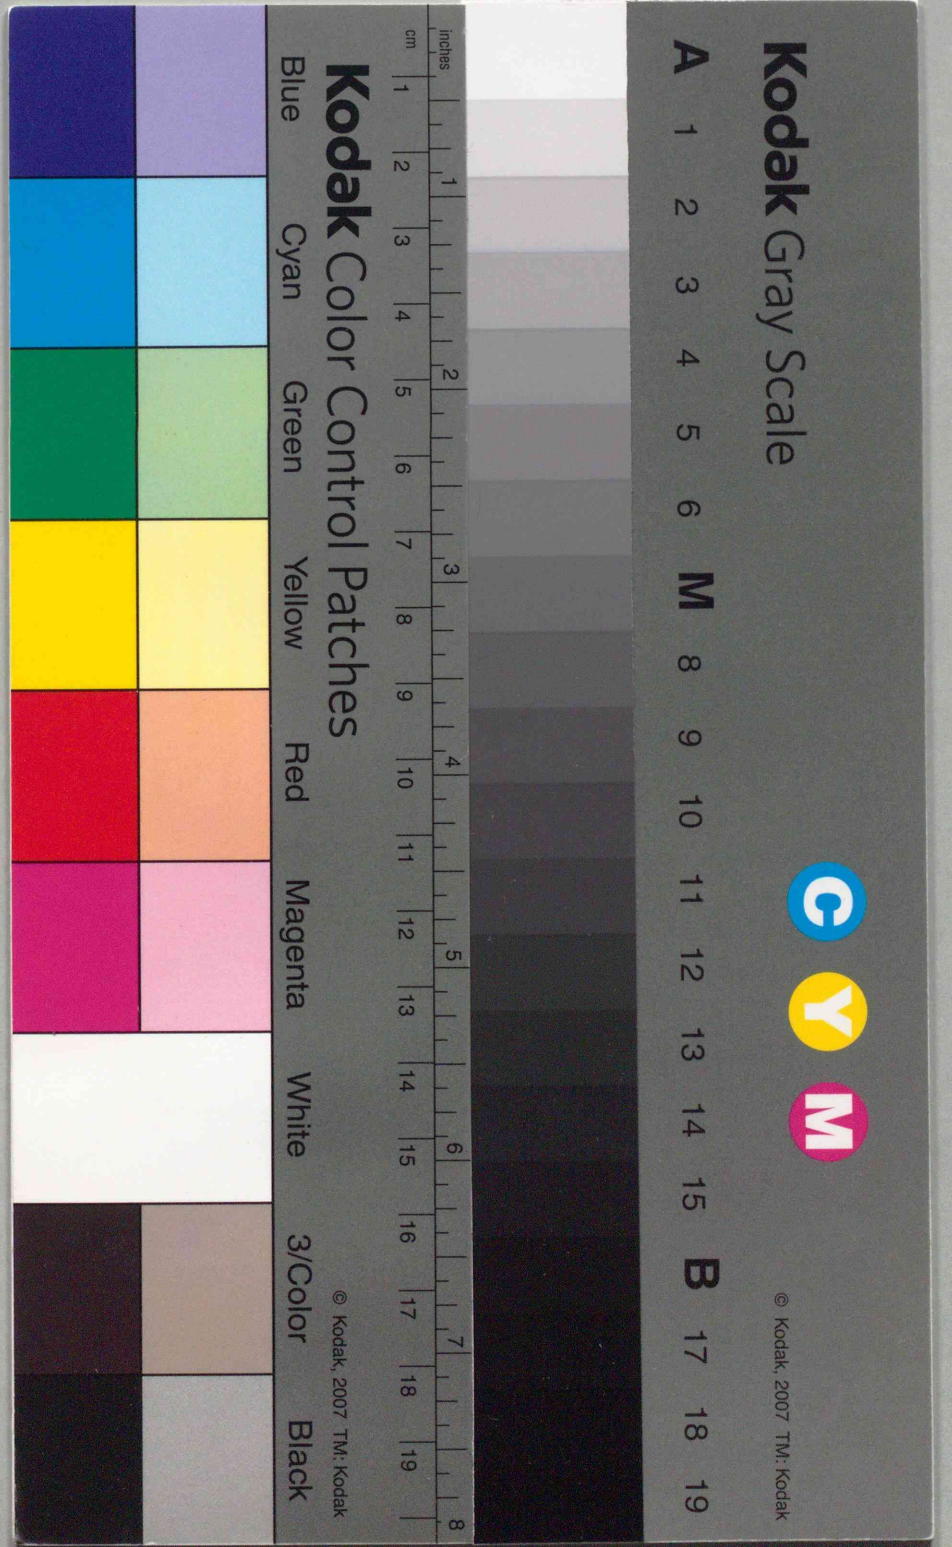 Kodak Gray Scale
C Y M
© Kodak, 2007 TM: Kodak
A 1 2 3 4 5 6 M 8 9 10 11 12 13 14 15 B 17 18 19
inches 1 2 3 4 5 6 7 8
cm 1 2 3 4 5 6 7 8 9 10 11 12 13 14 15 16 17 18 19
Kodak Color Control Patches
© Kodak, 2007 TM: Kodak
Blue Cyan Green Yellow Red Magenta White 3/Color Black